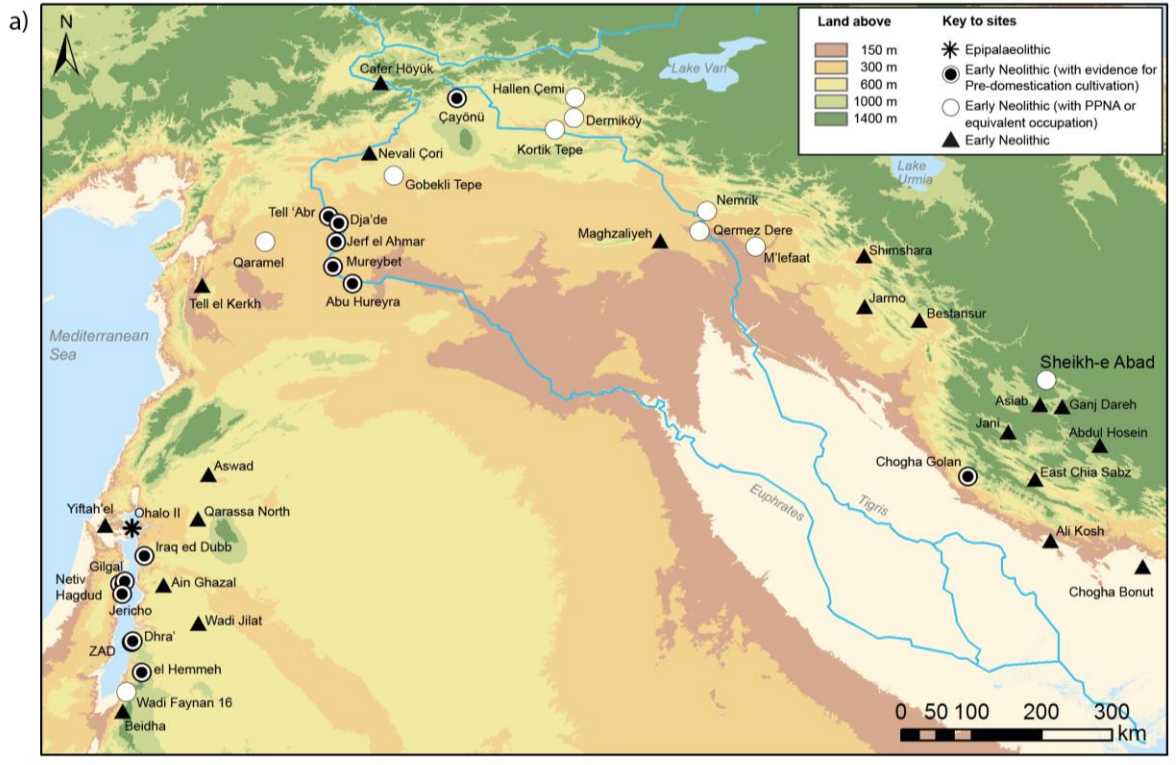 a)
N
Land above
150 m
300 m
600 m
1000 m
1400 m
Key to sites
Epipalaeolithic
Early Neolithic (with evidence for
Pre-domestication cultivation)
Early Neolithic (with PPNA or
equivalent occupation)
Early Neolithic
Lake Van
Lake
Urmia
Cafer Höyük
Hallen Çemi
Çayönü
Dermiköy
Kortik Tepe
Nevali Çori
Gobekli Tepe
Tell 'Abr
Dja'de
Nemrik
Qaramel
Jerf el Ahmar
Maghzaliyeh
Qermez Dere
M'lefaat
Shimshara
Mureybet
Tell el Kerkh
Abu Hureyra
Jarmo
Bestansur
Mediterranean
Sea
Sheikh-e Abad
Asiab
Ganj Dareh
Jani
Abdul Hosein
Aswad
Chogha Golan
East Chia Sabz
Yiftah'el
Ohalo II
Qarassa North
Euphrates
Tigris
Ali Kosh
Iraq ed Dubb
Gilgal
Netiv
Hagdud
Ain Ghazal
Chogha Bonut
Jericho
Wadi Jilat
Dhra'
ZAD
el Hemmeh
Wadi Faynan 16
Beidha
0 50 100 200 300
km